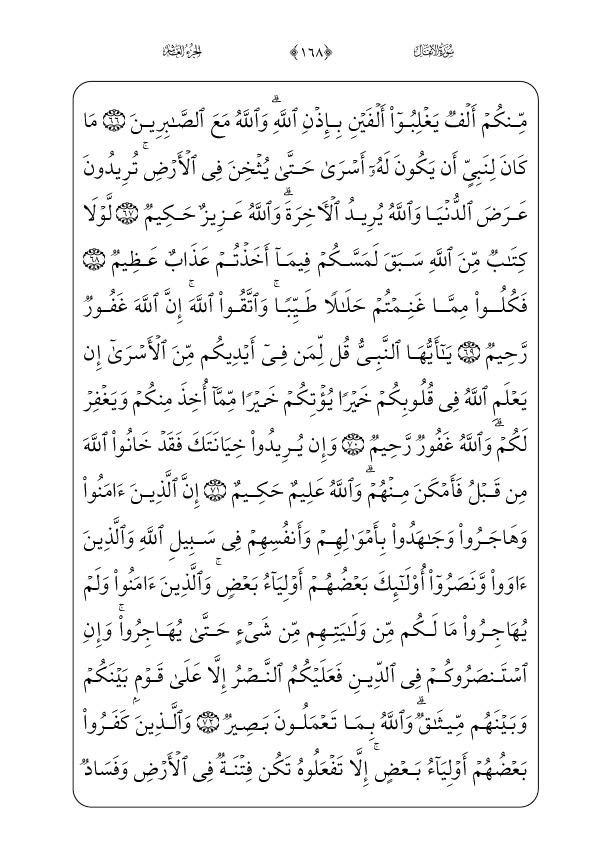 سُورَةُ الأَنفَالِ ﴿١٦٨﴾ الجُزْءُ العَاشِرُ
مِّنكُمْ أَلْفٌ يَغْلِبُوٓا۟ أَلْفَيْنِ بِإِذْنِ ٱللَّهِ ۗ وَٱللَّهُ مَعَ ٱلصَّـٰبِرِينَ ٦٦ مَا
كَانَ لِنَبِىٍّ أَن يَكُونَ لَهُۥٓ أَسْرَىٰ حَتَّىٰ يُثْخِنَ فِى ٱلْأَرْضِ ۚ تُرِيدُونَ
عَرَضَ ٱلدُّنْيَا وَٱللَّهُ يُرِيدُ ٱلْـَٔاخِرَةَ ۗ وَٱللَّهُ عَزِيزٌ حَكِيمٌ ٦٧ لَّوْلَا
كِتَـٰبٌ مِّنَ ٱللَّهِ سَبَقَ لَمَسَّكُمْ فِيمَآ أَخَذْتُمْ عَذَابٌ عَظِيمٌ ٦٨
فَكُلُوا۟ مِمَّا غَنِمْتُمْ حَلَـٰلًا طَيِّبًا ۚ وَٱتَّقُوا۟ ٱللَّهَ ۚ إِنَّ ٱللَّهَ غَفُورٌ
رَّحِيمٌ ٦٩ يَـٰٓأَيُّهَا ٱلنَّبِىُّ قُل لِّمَن فِىٓ أَيْدِيكُم مِّنَ ٱلْأَسْرَىٰٓ إِن
يَعْلَمِ ٱللَّهُ فِى قُلُوبِكُمْ خَيْرًا يُؤْتِكُمْ خَيْرًا مِّمَّآ أُخِذَ مِنكُمْ وَيَغْفِرْ
لَكُمْ ۗ وَٱللَّهُ غَفُورٌ رَّحِيمٌ ٧٠ وَإِن يُرِيدُوا۟ خِيَانَتَكَ فَقَدْ خَانُوا۟ ٱللَّهَ
مِن قَبْلُ فَأَمْكَنَ مِنْهُمْ ۗ وَٱللَّهُ عَلِيمٌ حَكِيمٌ ٧١ إِنَّ ٱلَّذِينَ ءَامَنُوا۟
وَهَاجَرُوا۟ وَجَـٰهَدُوا۟ بِأَمْوَٰلِهِمْ وَأَنفُسِهِمْ فِى سَبِيلِ ٱللَّهِ وَٱلَّذِينَ
ءَاوَوا۟ وَّنَصَرُوٓا۟ أُو۟لَـٰٓئِكَ بَعْضُهُمْ أَوْلِيَآءُ بَعْضٍ ۚ وَٱلَّذِينَ ءَامَنُوا۟ وَلَمْ
يُهَاجِرُوا۟ مَا لَكُم مِّن وَلَـٰيَتِهِم مِّن شَىْءٍ حَتَّىٰ يُهَاجِرُوا۟ ۚ وَإِنِ
ٱسْتَنصَرُوكُمْ فِى ٱلدِّينِ فَعَلَيْكُمُ ٱلنَّصْرُ إِلَّا عَلَىٰ قَوْمٍۭ بَيْنَكُمْ
وَبَيْنَهُم مِّيثَـٰقٌ ۗ وَٱللَّهُ بِمَا تَعْمَلُونَ بَصِيرٌ ٧٢ وَٱلَّذِينَ كَفَرُوا۟
بَعْضُهُمْ أَوْلِيَآءُ بَعْضٍ ۚ إِلَّا تَفْعَلُوهُ تَكُن فِتْنَةٌ فِى ٱلْأَرْضِ وَفَسَادٌ